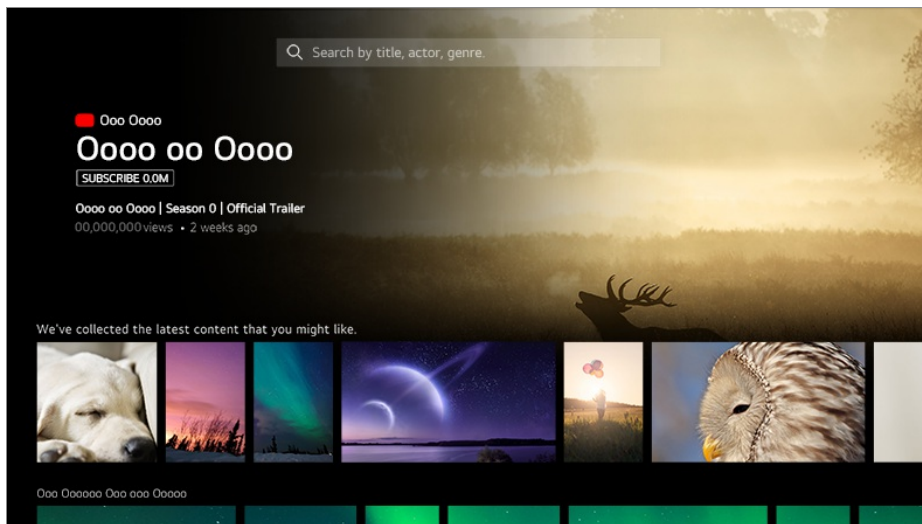 Search by title, actor, genre.
Ooo Oooo
Oooo oo Oooo
SUBSCRIBE 0.0M
Oooo oo Oooo | Season 0 | Official Trailer
00,000,000 views • 2 weeks ago
We've collected the latest content that you might like.
Ooo Oooooo Ooo ooo Ooooo